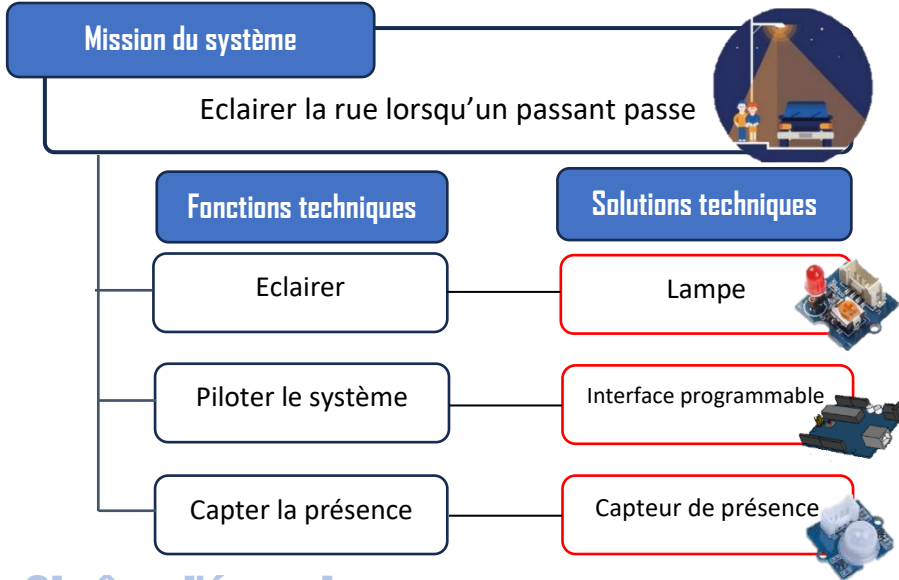 Mission du système
Eclairer la rue lorsqu’un passant passe
Fonctions techniques
Solutions techniques
Eclairer
Lampe
Piloter le système
Interface programmable
Capter la présence
Capteur de présence